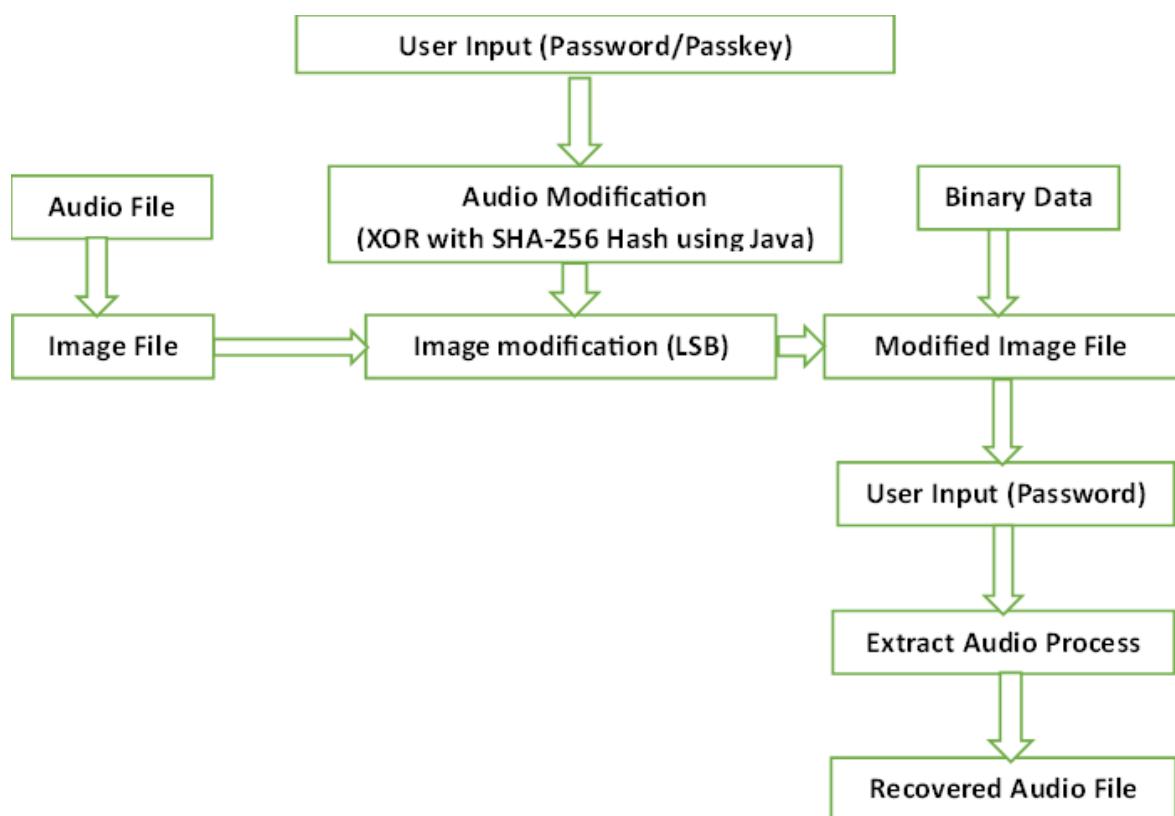 User Input (Password/Passkey)
Audio File
Audio Modification
(XOR with SHA-256 Hash using Java)
Binary Data
Image File
Image modification (LSB)
Modified Image File
User Input (Password)
Extract Audio Process
Recovered Audio File